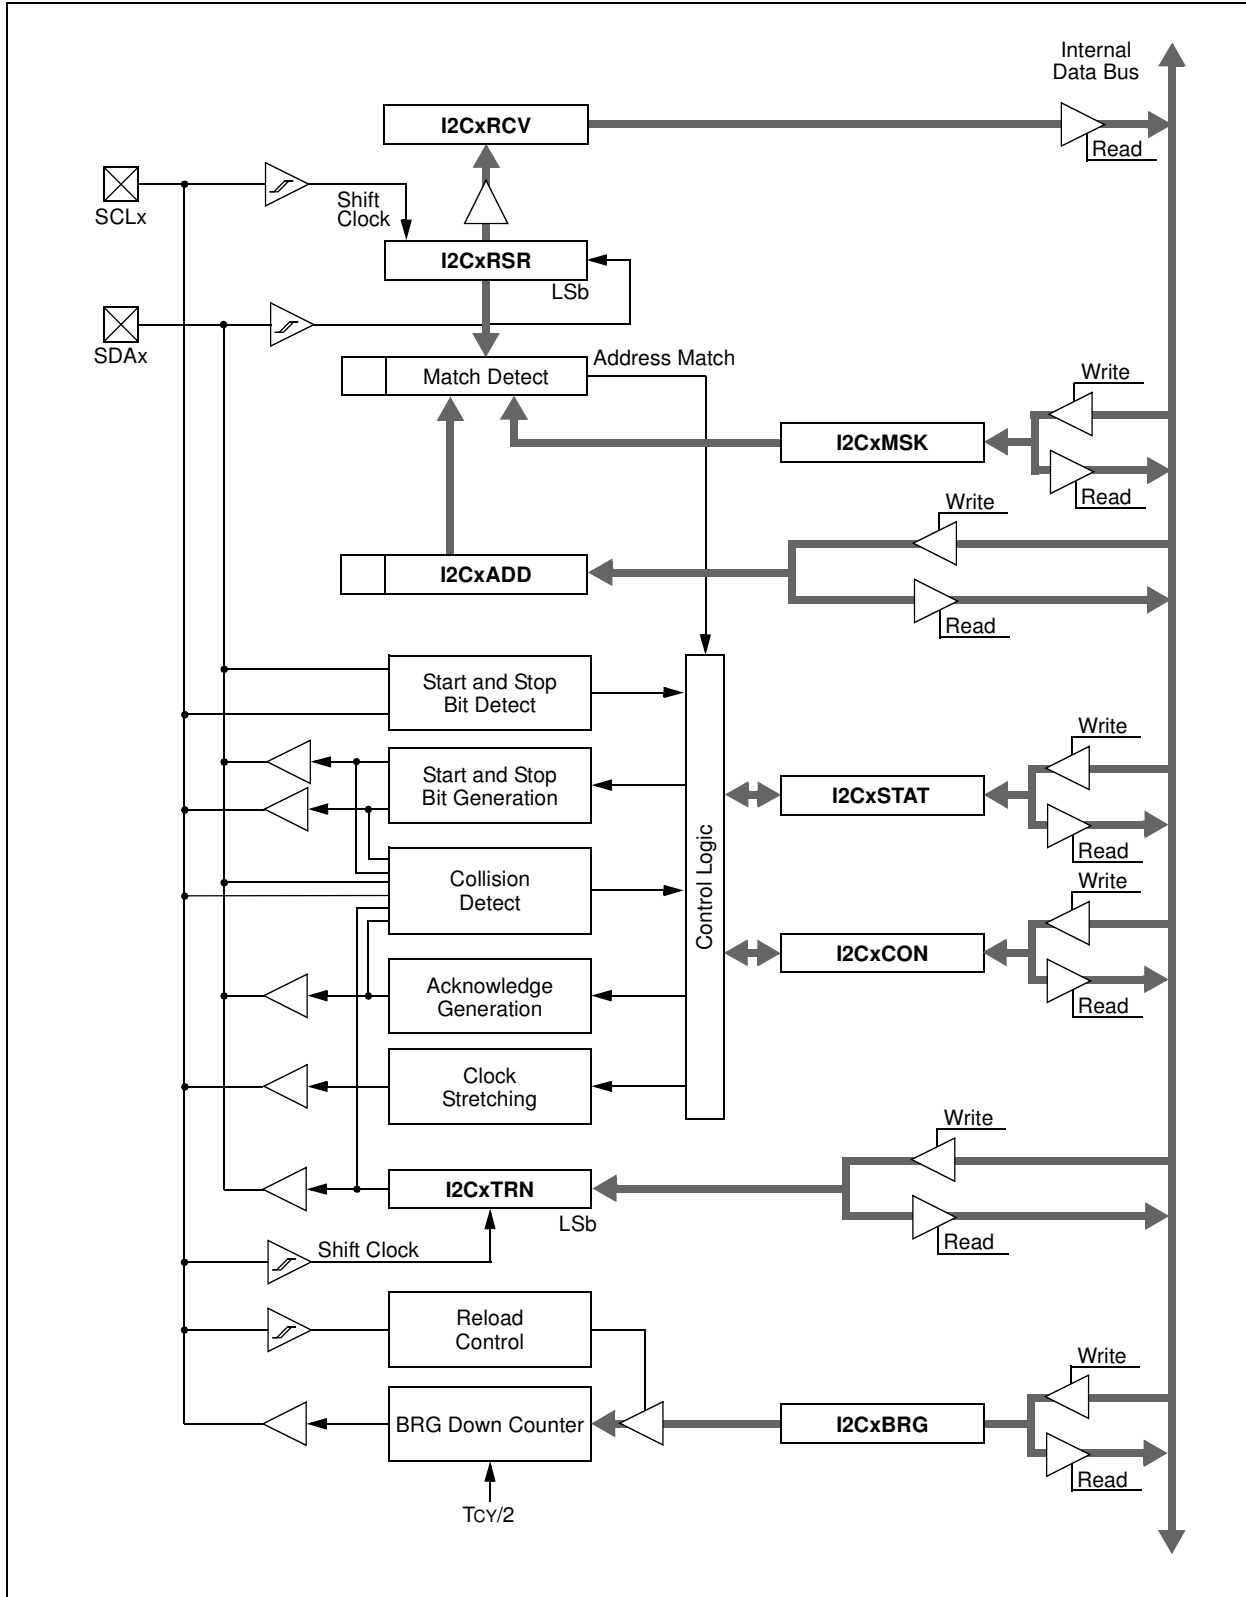 Internal
Data Bus
I2CxRCV
Read
SCLx
Shift
Clock
I2CxRSR
LSb
SDAx
Address Match
Match Detect
Write
I2CxMSK
Read
Write
I2CxADD
Read
Start and Stop
Bit Detect
Write
Start and Stop
Bit Generation
I2CxSTAT
Read
Control Logic
Collision
Detect
Write
I2CxCON
Read
Acknowledge
Generation
Clock
Stretching
Write
I2CxTRN
LSb
Read
Shift Clock
Reload
Control
Write
BRG Down Counter
I2CxBRG
Read
TCY/2